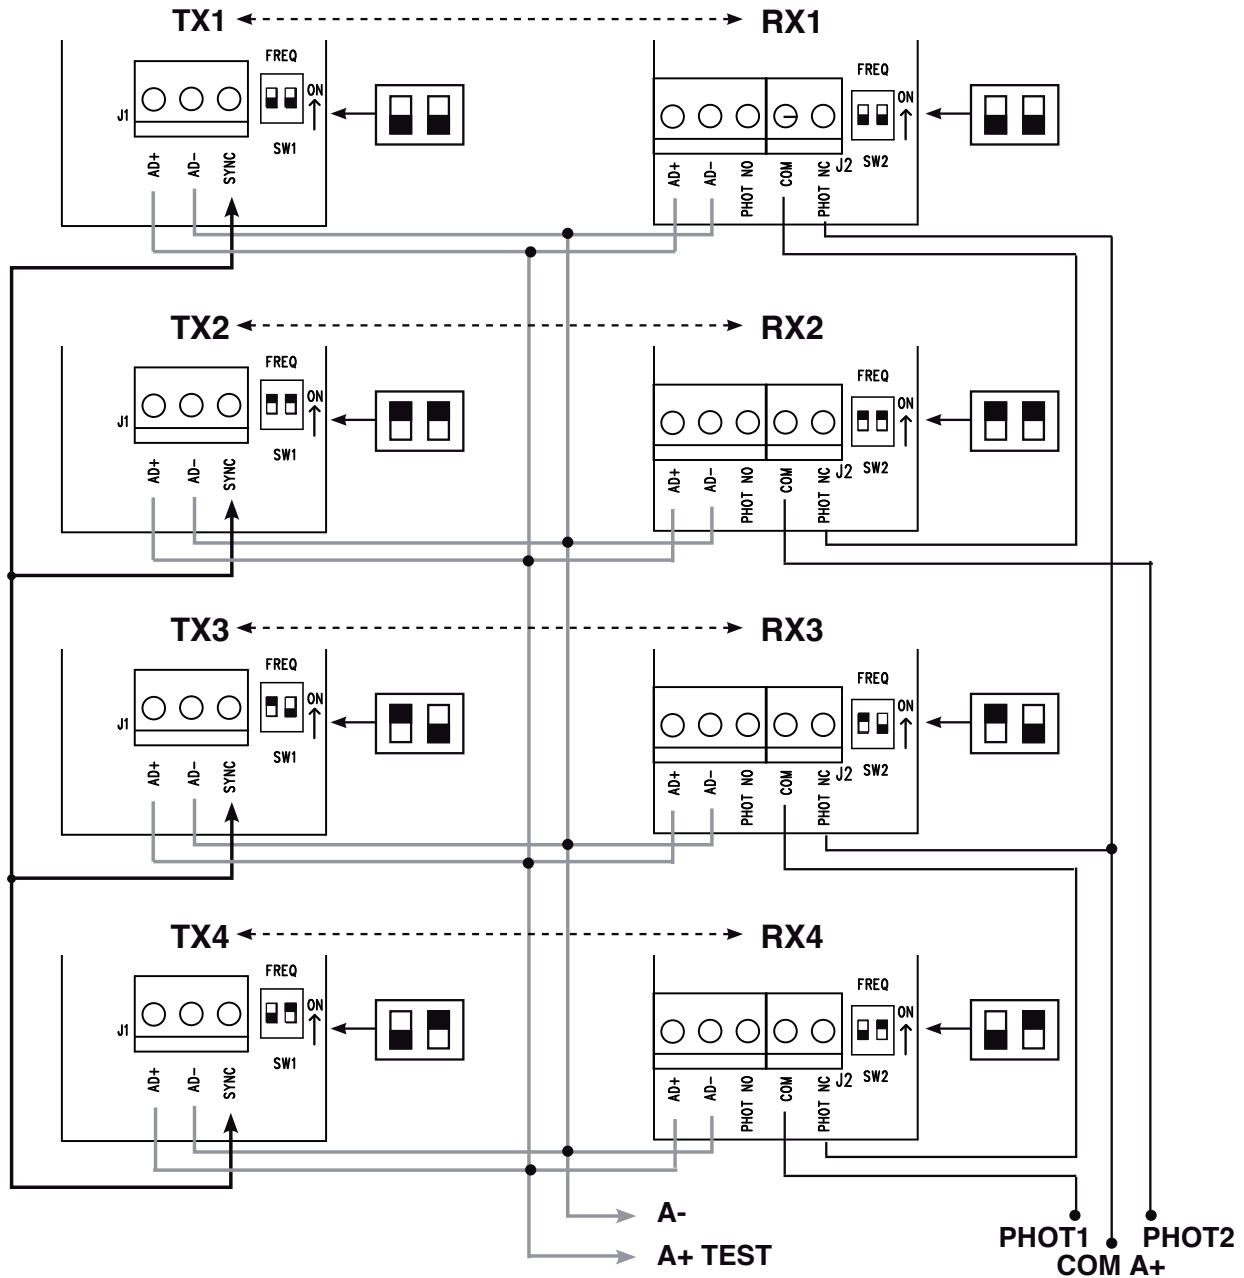 TX1 RX1
FREQ
ON
J1
SW1
AD+ AD- SYNC
FREQ
ON
J2 SW2
AD+ AD- PHOT NO COM PHOT NC
TX2 RX2
FREQ
ON
J1
SW1
AD+ AD- SYNC
FREQ
ON
J2 SW2
AD+ AD- PHOT NO COM PHOT NC
TX3 RX3
FREQ
ON
J1
SW1
AD+ AD- SYNC
FREQ
ON
J2 SW2
AD+ AD- PHOT NO COM PHOT NC
TX4 RX4
FREQ
ON
J1
SW1
AD+ AD- SYNC
FREQ
ON
J2 SW2
AD+ AD- PHOT NO COM PHOT NC
A-
A+ TEST
PHOT1 PHOT2
COM A+